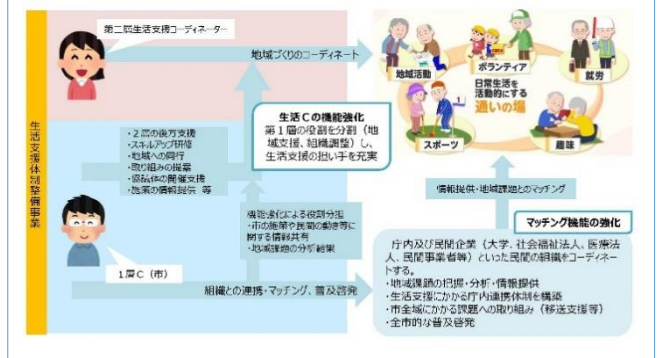 第二層生活支援コーディネーター
地域づくりのコーディネート
地域活動
ボランティア
就労
日常生活を
活動的にする
通いの場
スポーツ
趣味
生活支援体制整備事業
生活Cの機能強化
第1層の役割を分割(地
域支援、組織調整)し、
生活支援の担い手を充実
・2層の後方支援
・スキルアップ研修
・地域への同行
・取り組みの提案
・協議体の開催支援
・施策の情報提供 等
情報提供・地域課題とのマッチング
機能強化による役割分担
・市の施策や民間の動き等に
関する情報共有
・地域課題の分析結果
マッチング機能の強化
庁内及び民間企業(大学、社会福祉法人、医療法
人、民間事業者等)といった民間の組織をコーディネー
トする。
・地域課題の把握・分析・情報提供
・生活支援にかかる庁内連携体制を構築
・市全域にかかる課題への取り組み(移送支援等)
・全市的な普及啓発
1層C(市)
組織との連携・マッチング、普及啓発